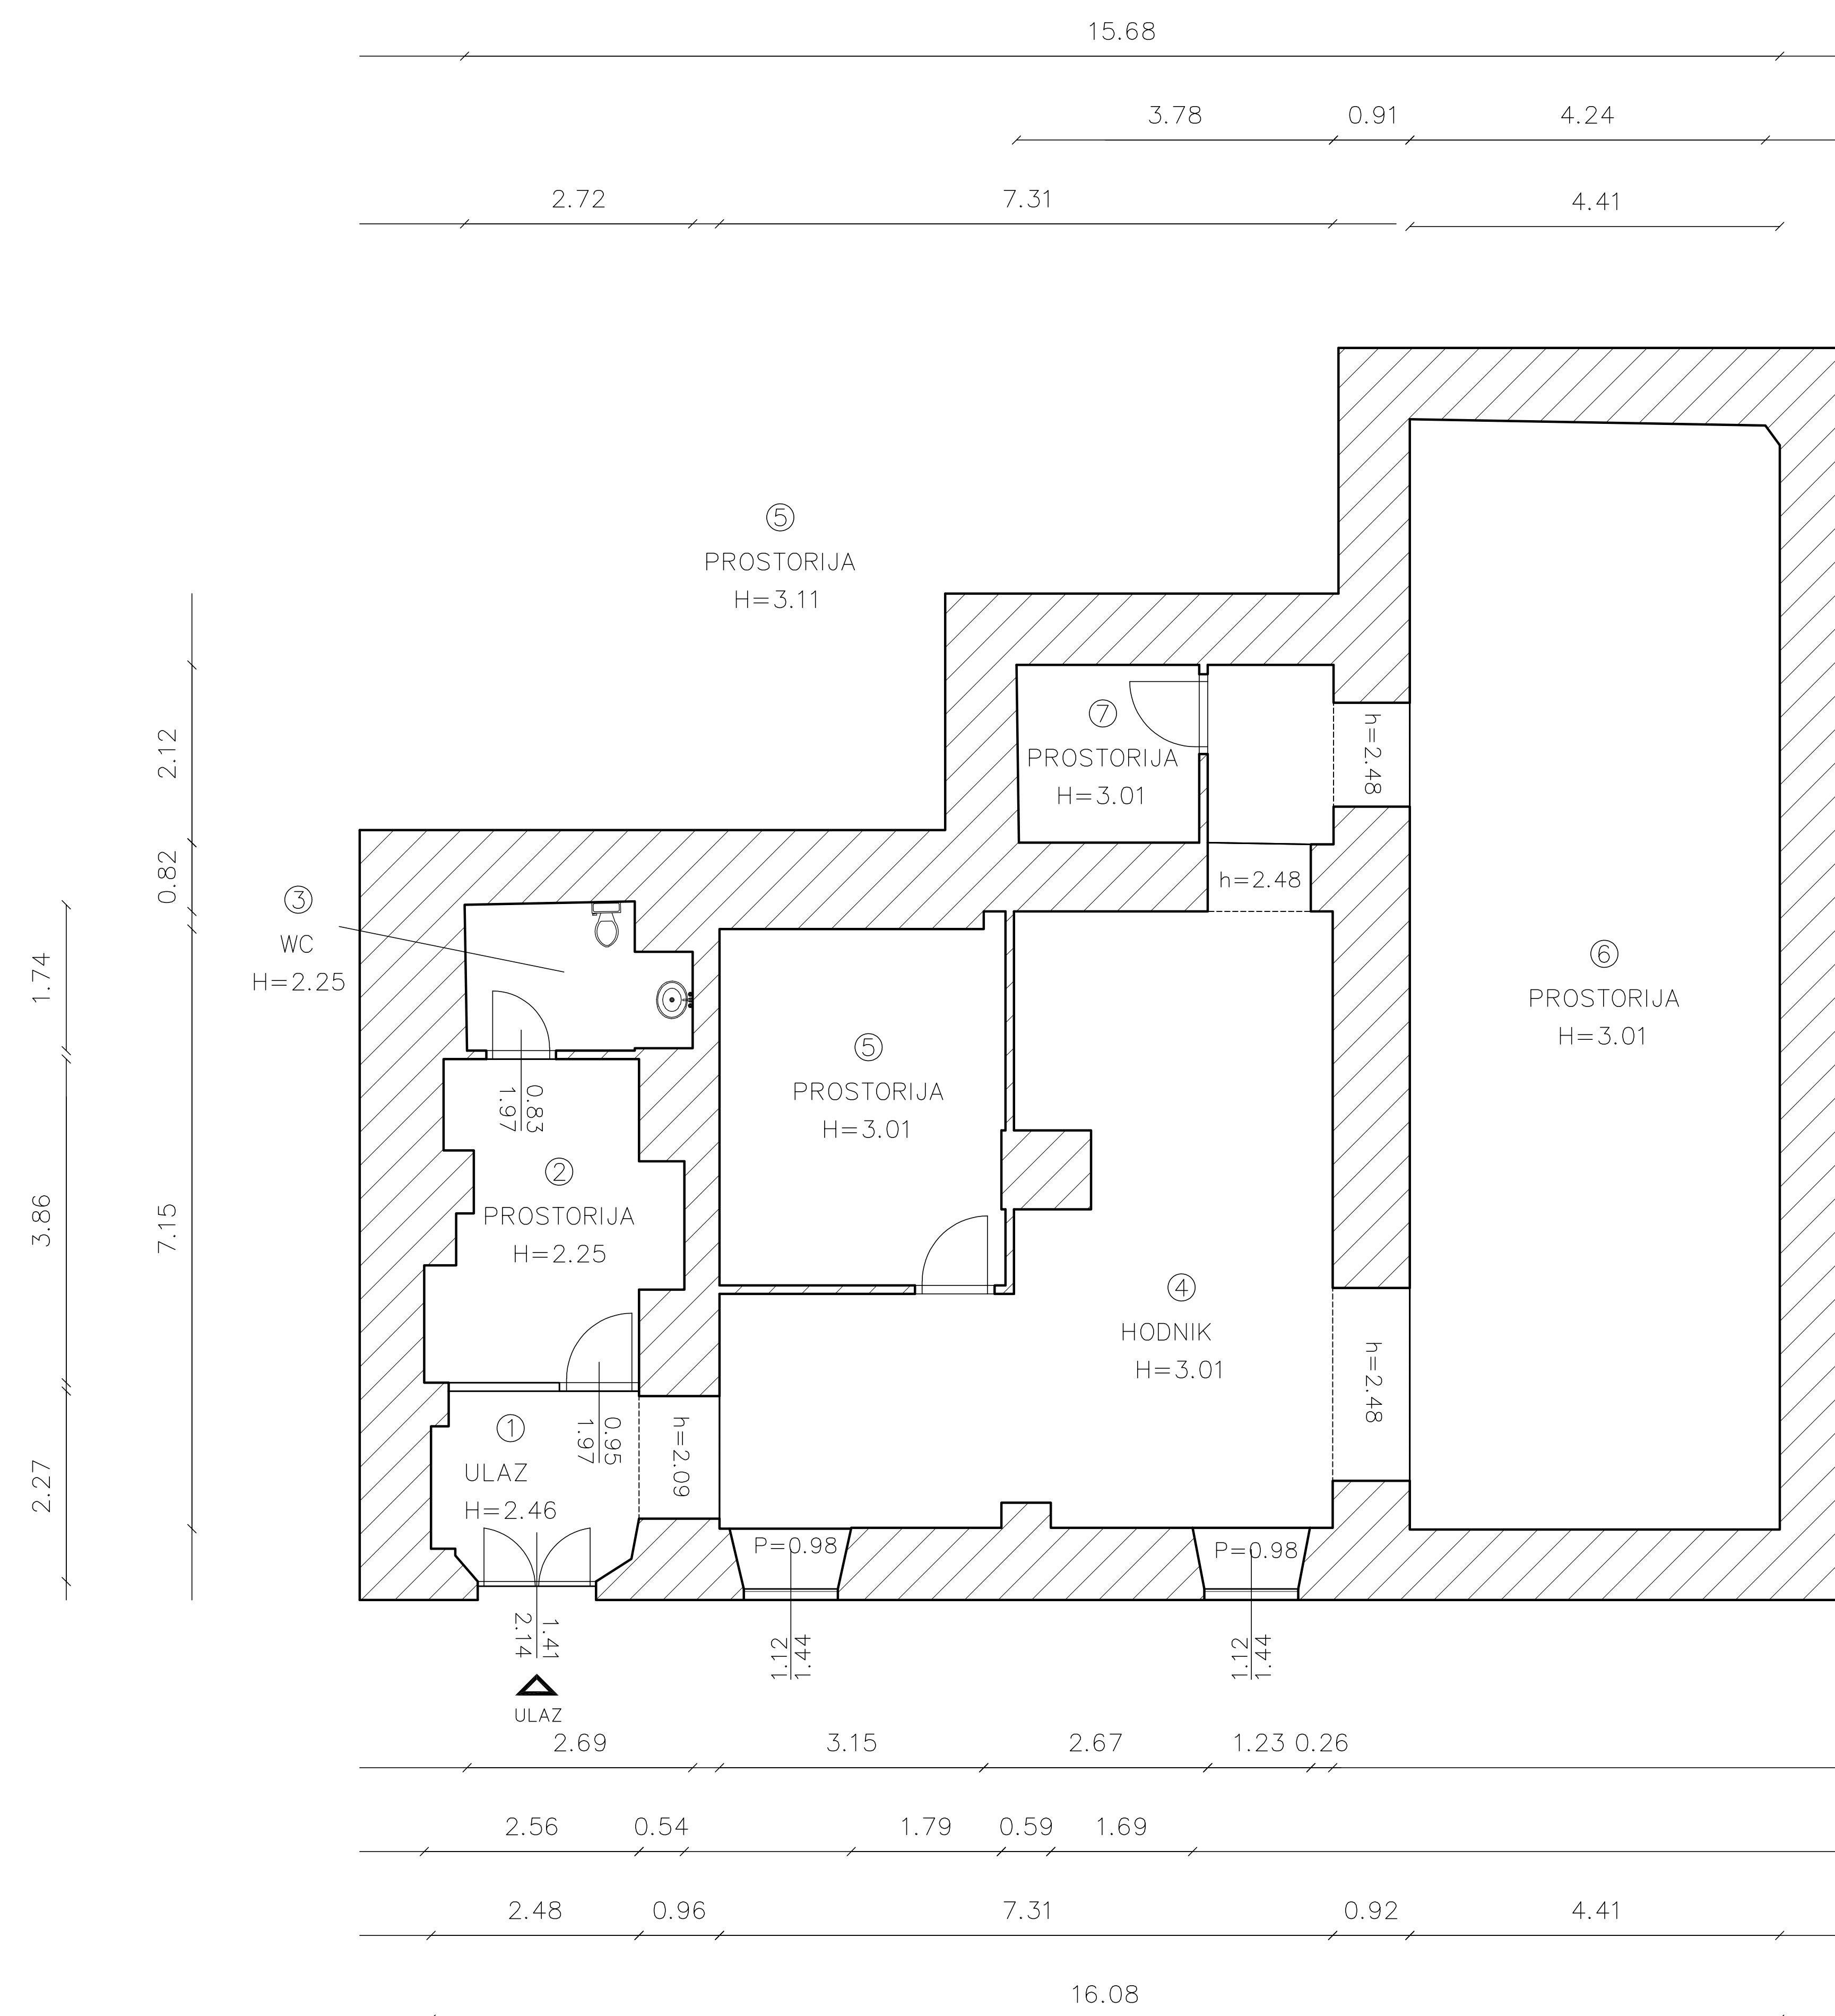 15.68
3.78 0.91 4.24
2.72 7.31 4.41
5
PROSTORIJA
H=3.11
7
PROSTORIJA
H=3.01
h=2.48
2.12
0.82
7.15
1.74
3.86
2.27
3
WC
H=2.25
h=2.48
6
PROSTORIJA
H=3.01
5
PROSTORIJA
H=3.01
0.83
1.97
2
PROSTORIJA
H=2.25
4
HODNIK
H=3.01
h=2.48
1
ULAZ
H=2.46
0.95
1.97
h=2.09
P=0.98
P=0.98
1.41
2.14
1.12
1.44
1.12
1.44
ULAZ
2.69 3.15 2.67 1.23 0.26
2.56 0.54 1.79 0.59 1.69
2.48 0.96 7.31 0.92 4.41
16.08